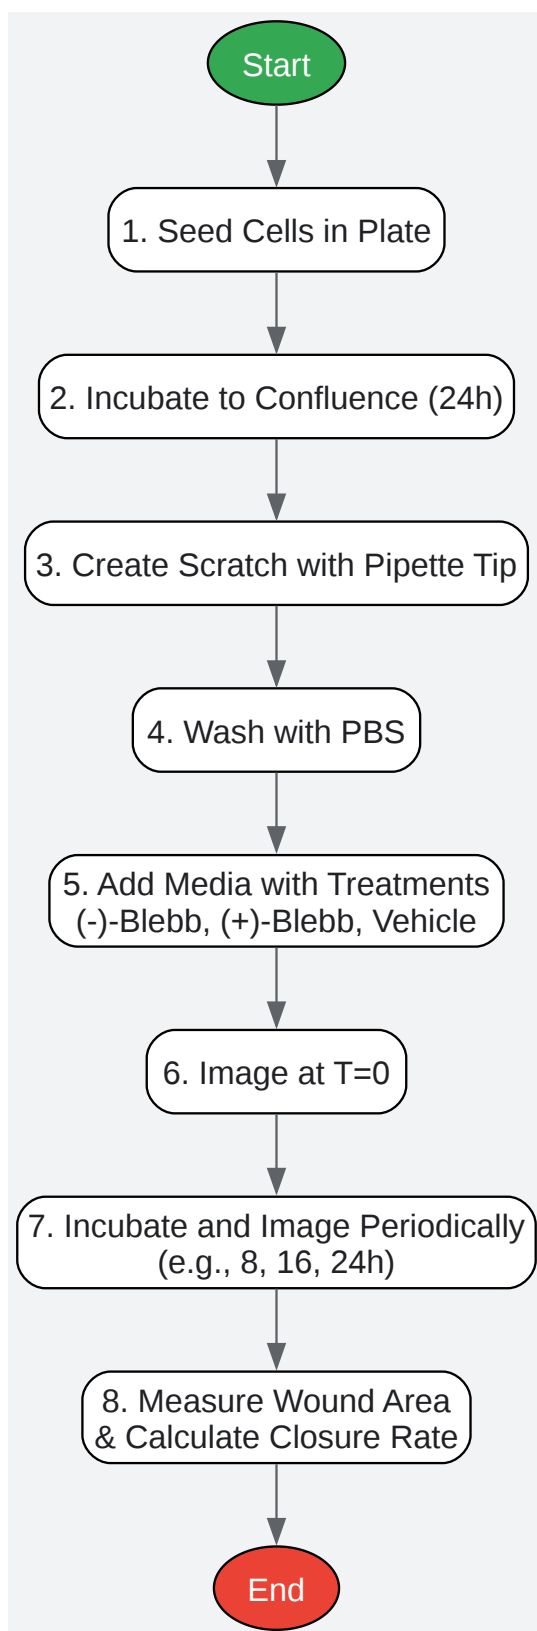 Start
1. Seed Cells in Plate
2. Incubate to Confluence (24h)
3. Create Scratch with Pipette Tip
4. Wash with PBS
5. Add Media with Treatments
(-)-Blebb, (+)-Blebb, Vehicle
6. Image at T=0
7. Incubate and Image Periodically
(e.g., 8, 16, 24h)
8. Measure Wound Area
& Calculate Closure Rate
End